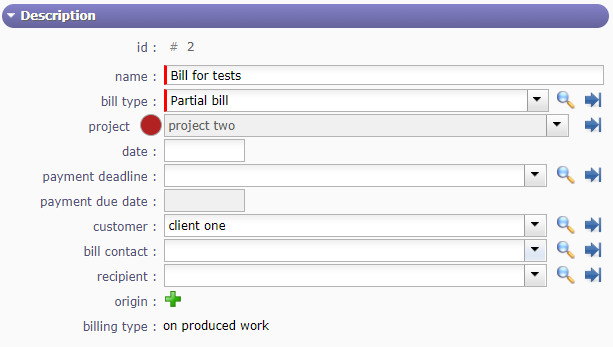 Description
id : # 2
name : Bill for tests
bill type : Partial bill
project project two
date :
payment deadline :
payment due date :
customer : client one
bill contact :
recipient :
origin :
billing type : on produced work